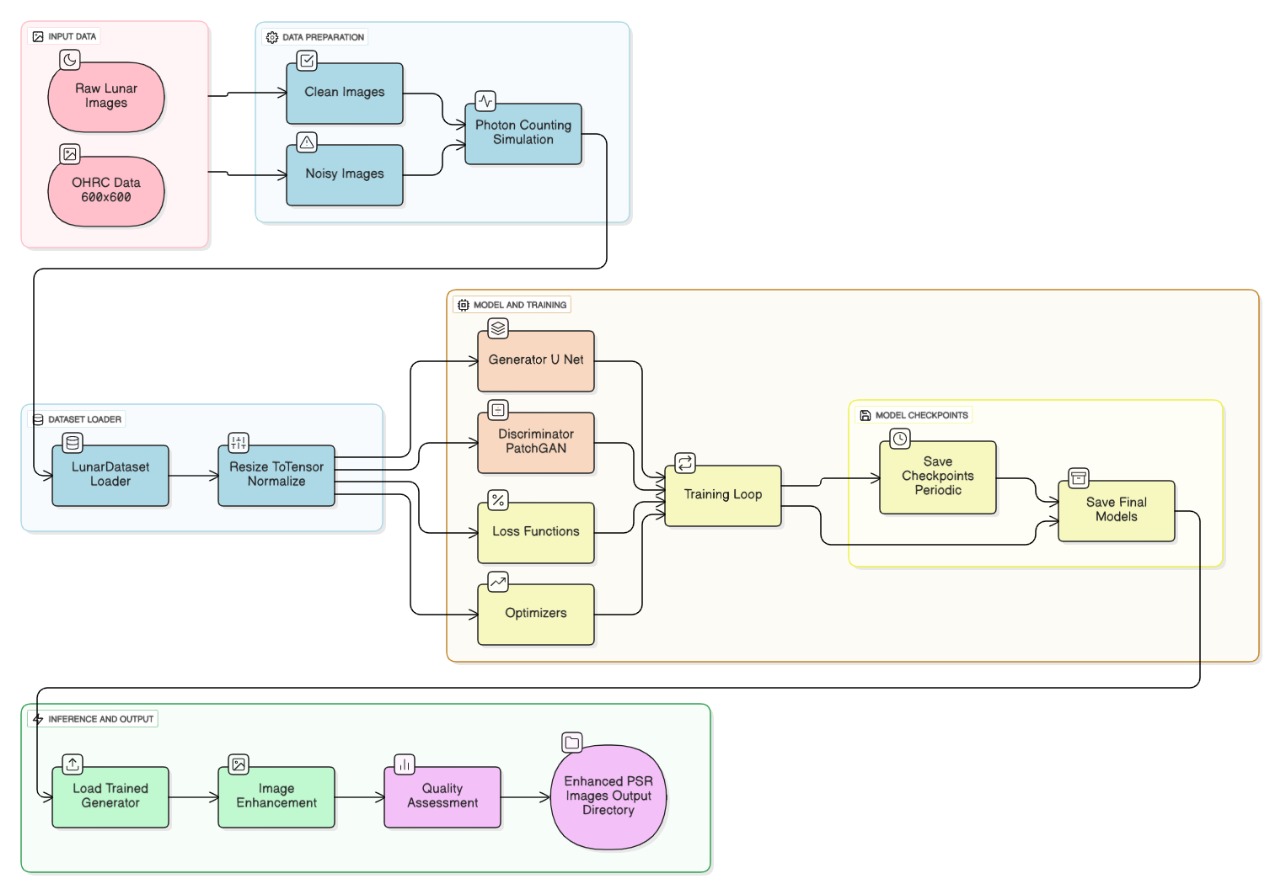 INPUT DATA
Raw Lunar
Images
OHRC Data
600x600
DATA PREPARATION
Clean Images
Noisy Images
Photon Counting
Simulation
DATASET LOADER
LunarDataset
Loader
Resize ToTensor
Normalize
MODEL AND TRAINING
Generator U Net
Discriminator
PatchGAN
Loss Functions
Optimizers
Training Loop
MODEL CHECKPOINTS
Save
Checkpoints
Periodic
Save Final
Models
INFERENCE AND OUTPUT
Load Trained
Generator
Image
Enhancement
Quality
Assessment
Enhanced PSR
Images Output
Directory